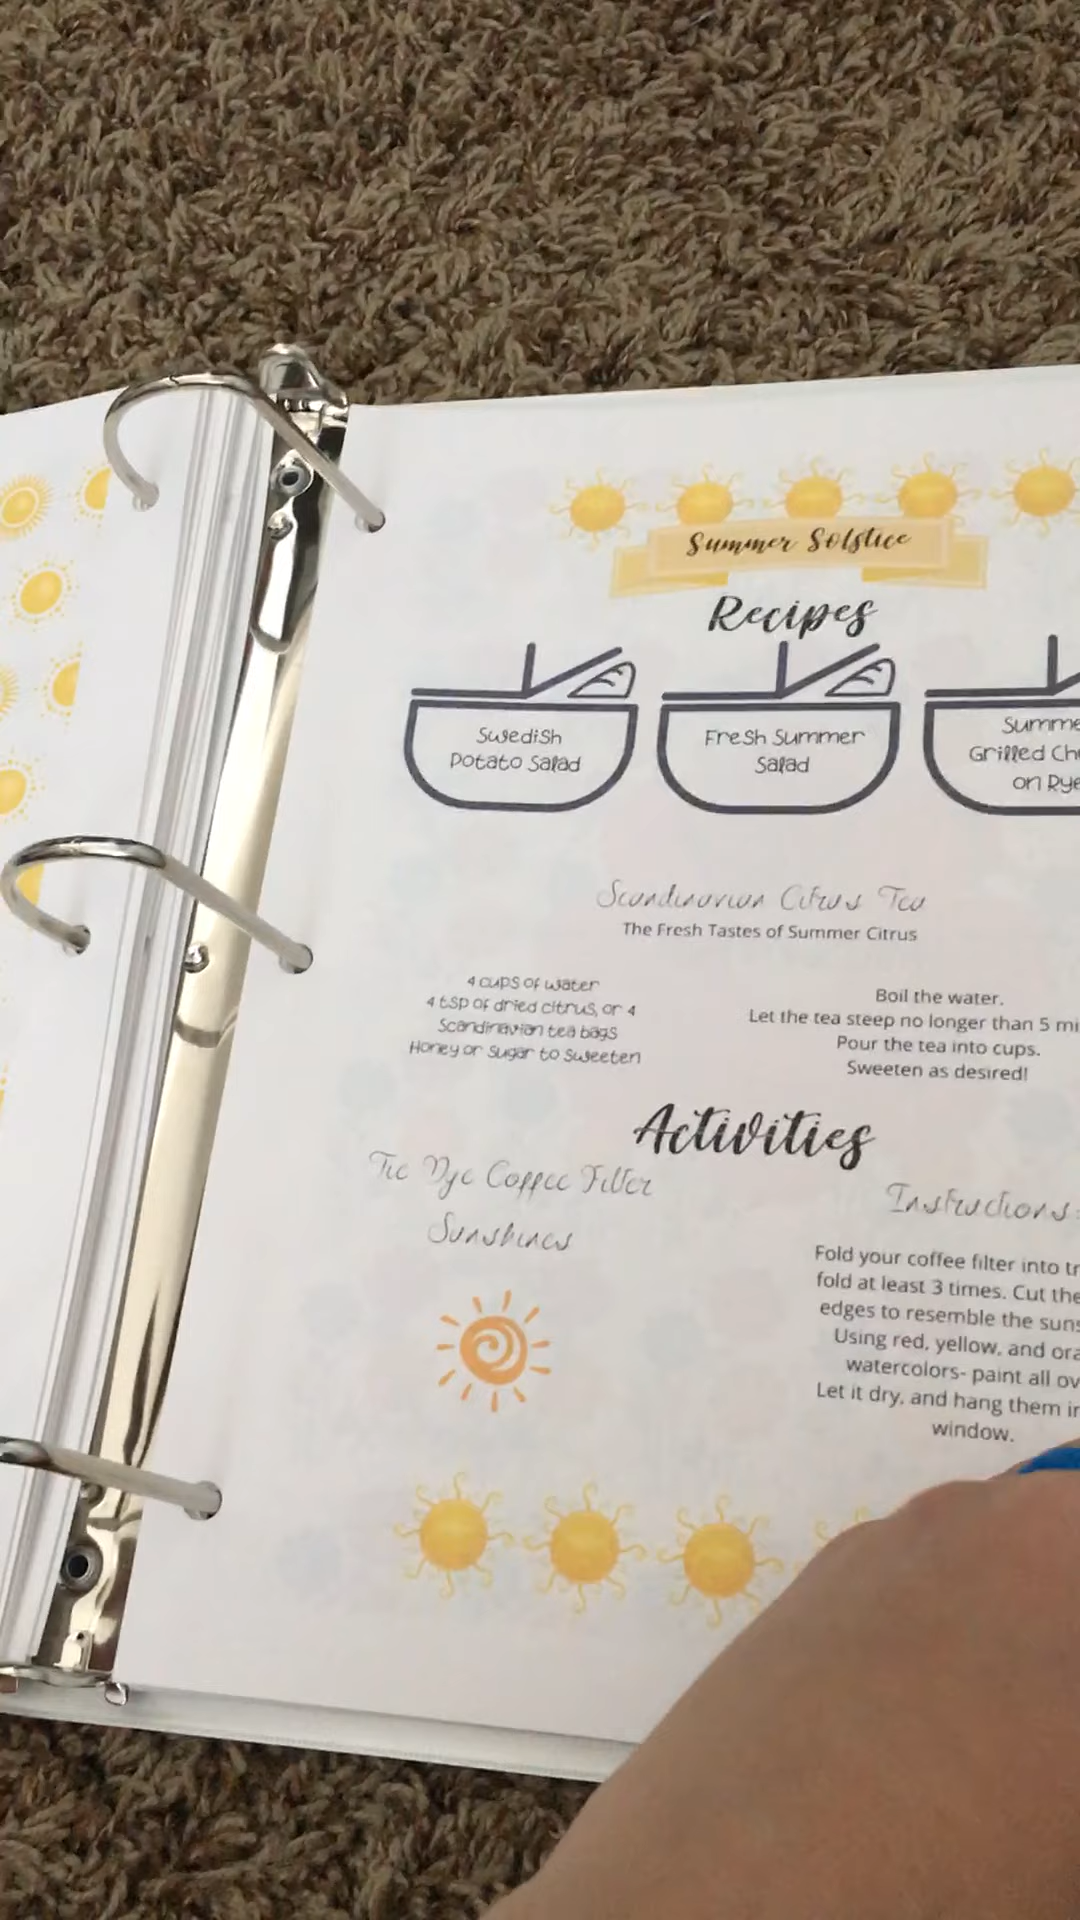 Summer Solstice
Recipes
Swedish
Potato Salad
Fresh Summer
Salad
Grilled
on Rye
Scandinavian Citrus Tea
The Fresh Tastes of Summer Citrus
4 cups of water
4 tsp of dried citrus, or 4
Scandinavian tea bags
Honey or sugar to sweeten
Boil the water.
Let the tea steep no longer than 5
Pour the tea into cups.
Sweeten as desired!
Activities
Tie Dye Coffee Filter
Sunshines
Instructions:
Fold your coffee filter into
fold at least 3 times. Cut the
edges to resemble the
Using red, yellow, and
watercolors- paint all
Let it dry, and hang them
window.